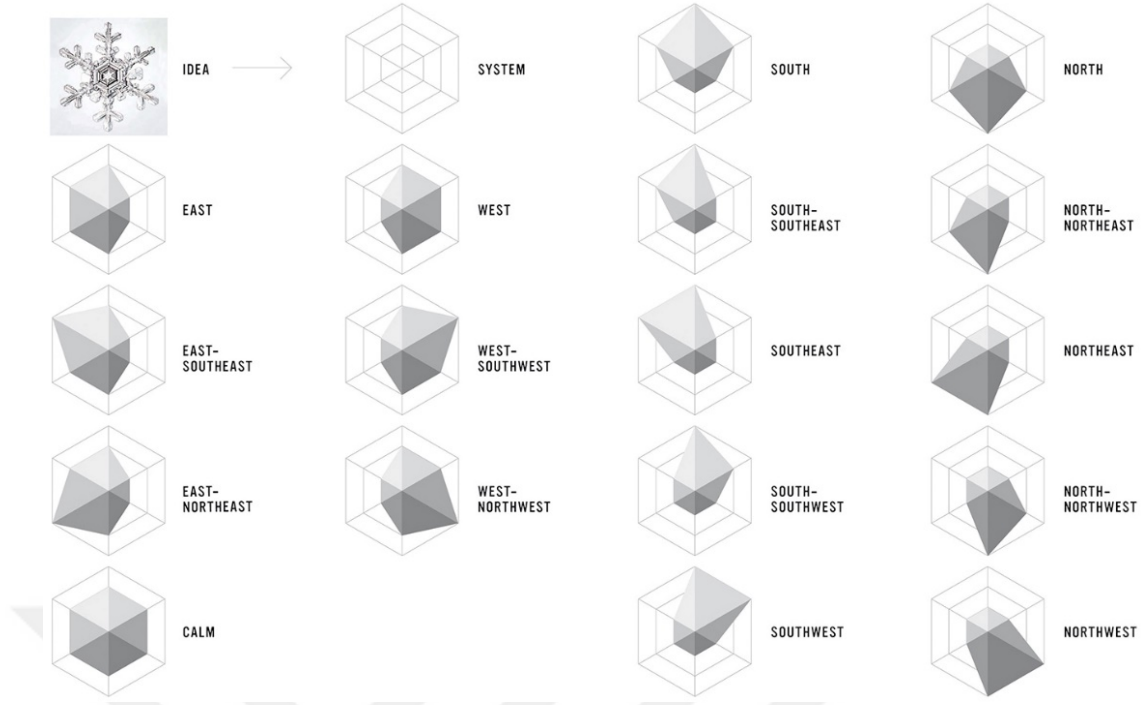 IDEA
SYSTEM
SOUTH
NORTH
EAST
WEST
SOUTH-
SOUTHEAST
NORTH-
NORTHEAST
EAST-
SOUTHEAST
WEST-
SOUTHWEST
SOUTHEAST
NORTHEAST
EAST-
NORTHEAST
WEST-
NORTHWEST
SOUTH-
SOUTHWEST
NORTH-
NORTHWEST
CALM
SOUTHWEST
NORTHWEST